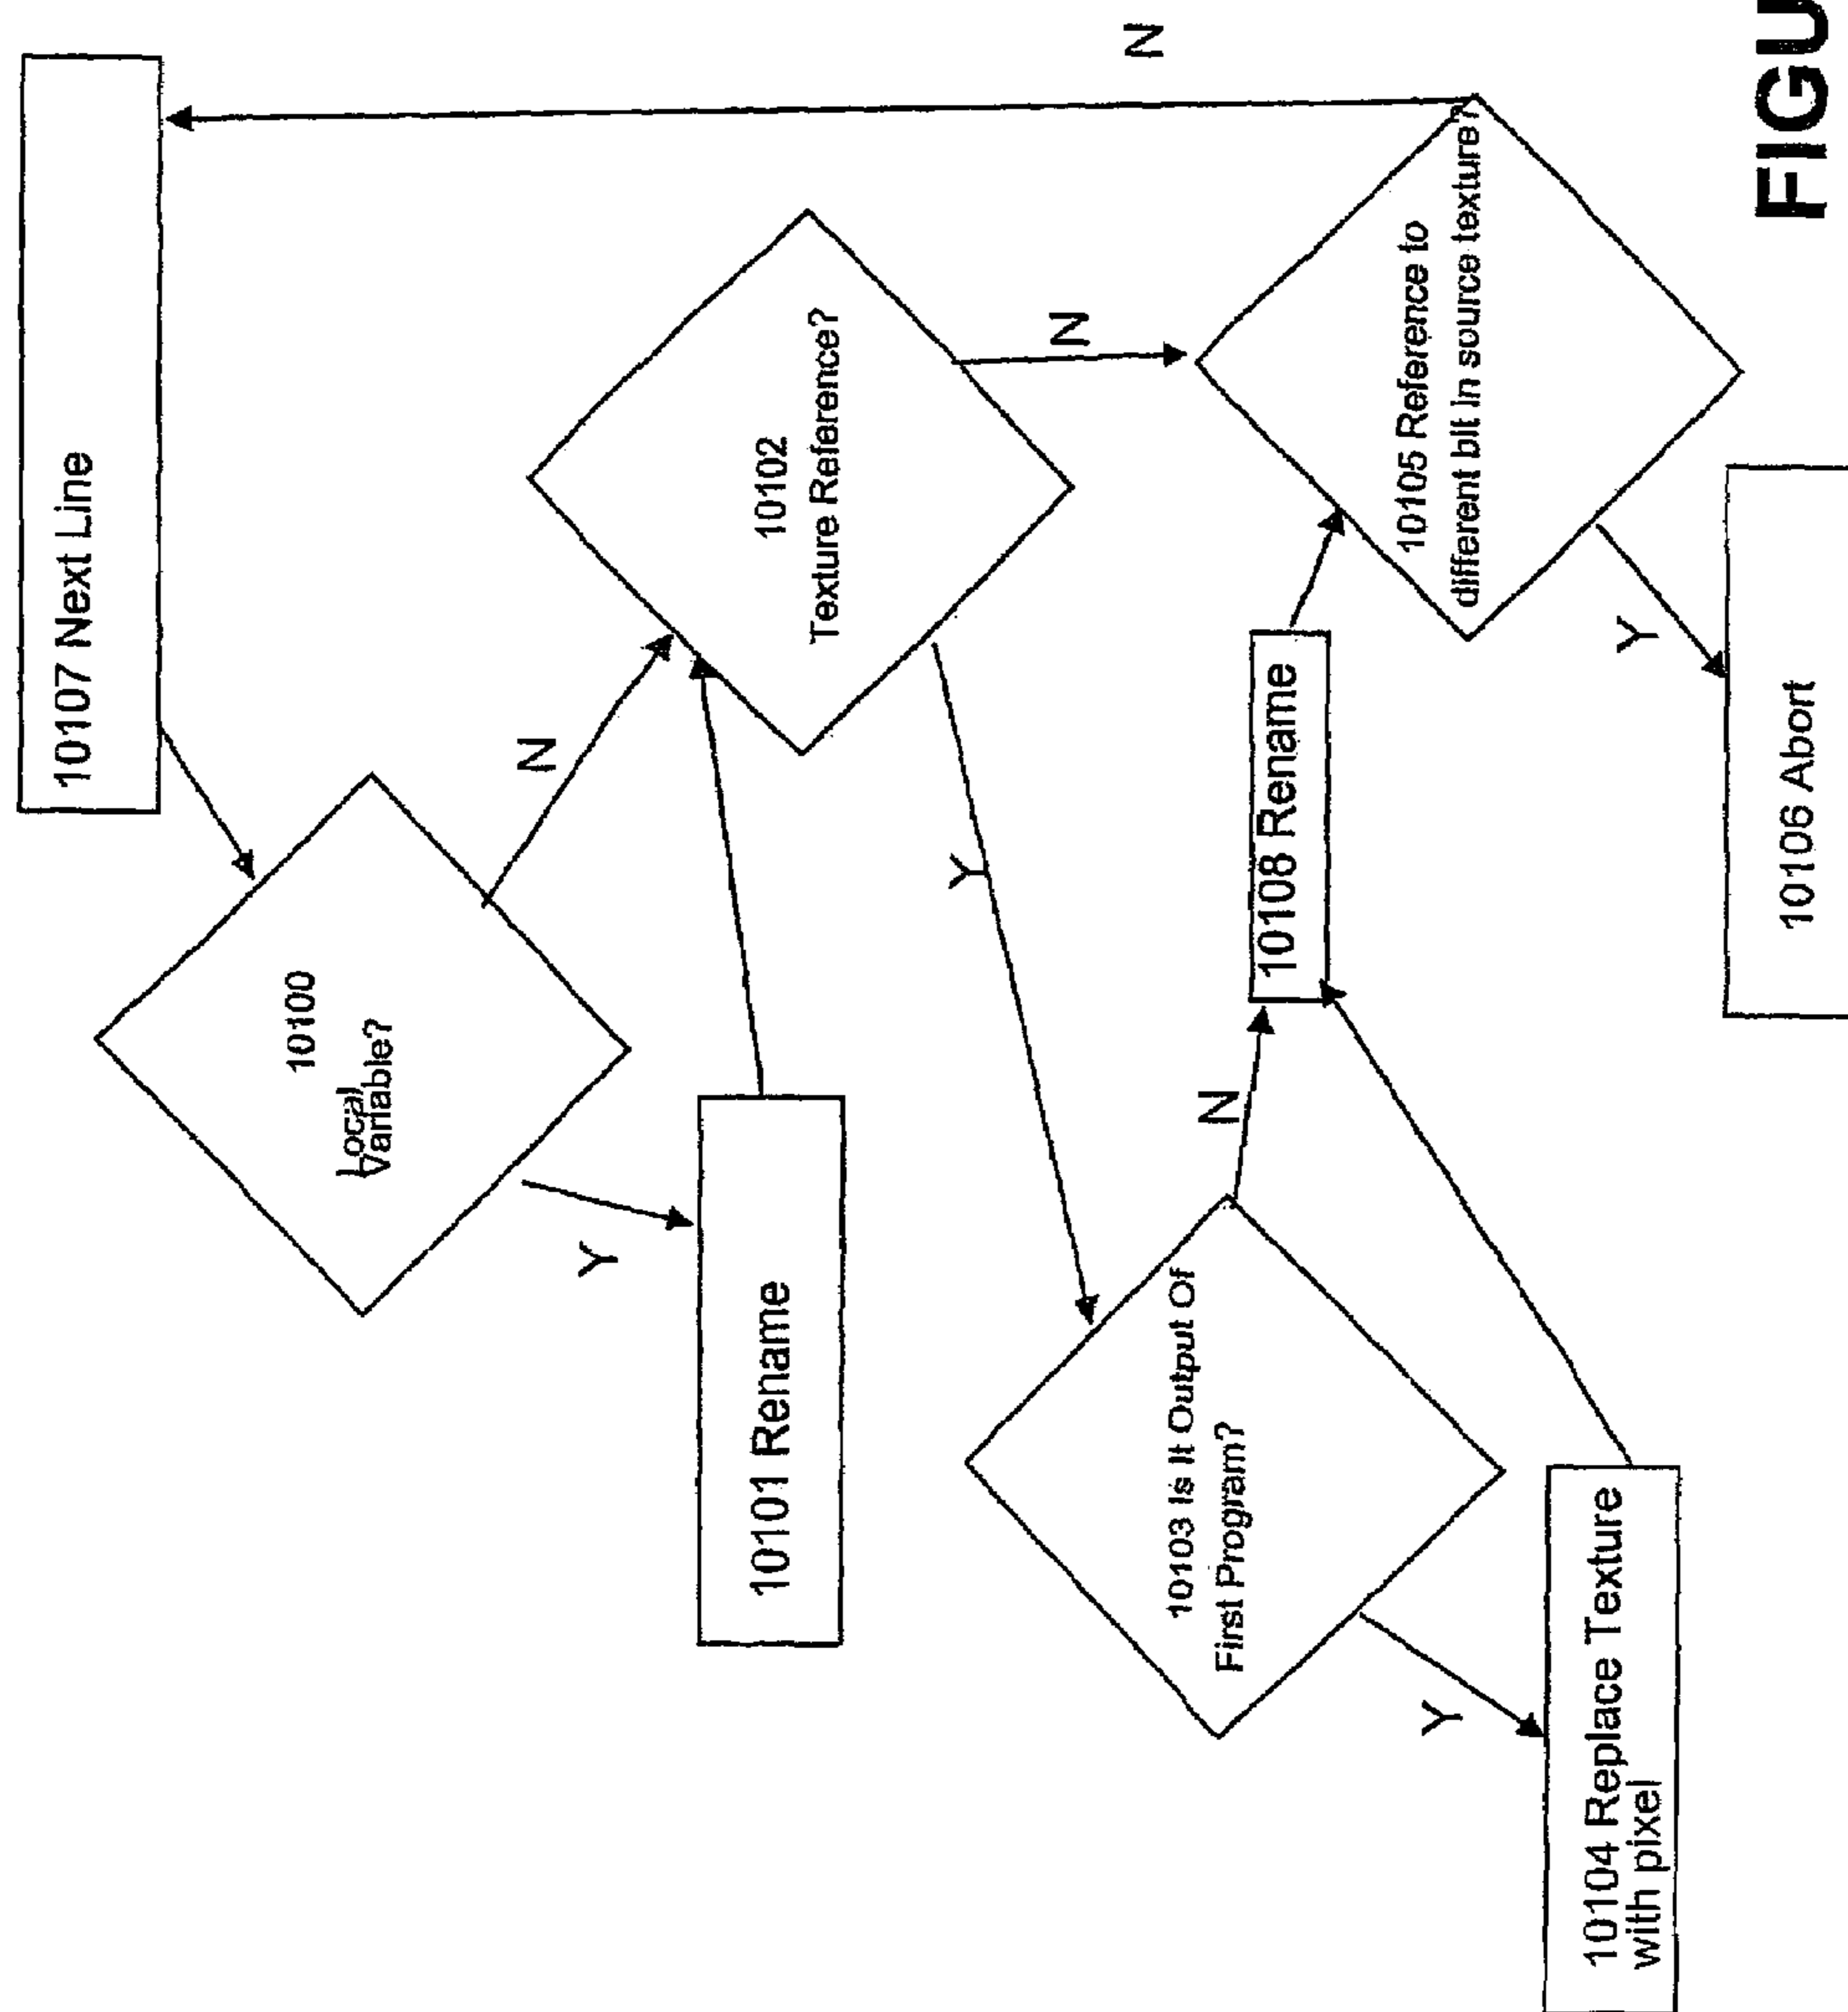 10107 Next Line
10100
Local
Variable?
N
Y
10101 Rename
10102
Texture Reference?
Y
N
10103 Is It Output Of
First Program?
N
Y
10104 Replace Texture
with pixel
10108 Rename
10105 Reference to
different bit in source texture?
N
Y
10106 Abort
FIGU